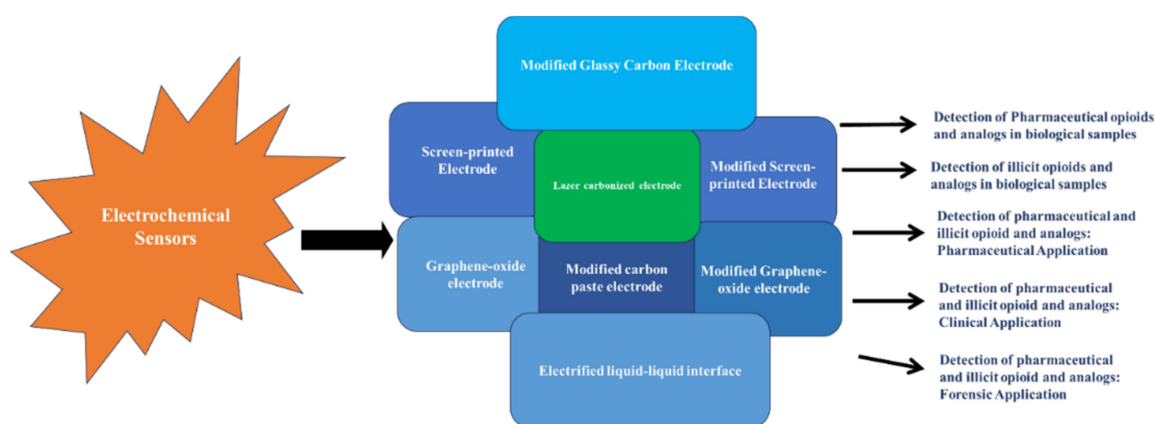 Electrochemical
Sensors
Modified Glassy Carbon Electrode
Screen-printed
Electrode
Lazer carbonized electrode
Modified Screen-
printed Electrode
Graphene-oxide
electrode
Modified carbon
paste electrode
Modified Graphene-
oxide electrode
Electrified liquid-liquid interface
Detection of Pharmaceutical opioids
and analogs in biological samples
Detection of illicit opioids and
analogs in biological samples
Detection of pharmaceutical and
illicit opioid and analogs:
Pharmaceutical Application
Detection of pharmaceutical
and illicit opioid and analogs:
Clinical Application
Detection of pharmaceutical
and illicit opioid and analogs:
Forensic Application